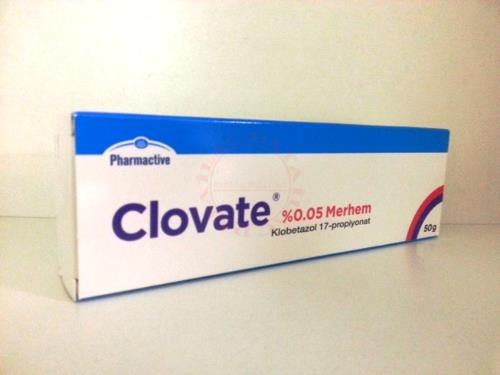 Pharmactive
Clovate®
%0.05 Merhem
Klobetazol 17-propiyonat
50g